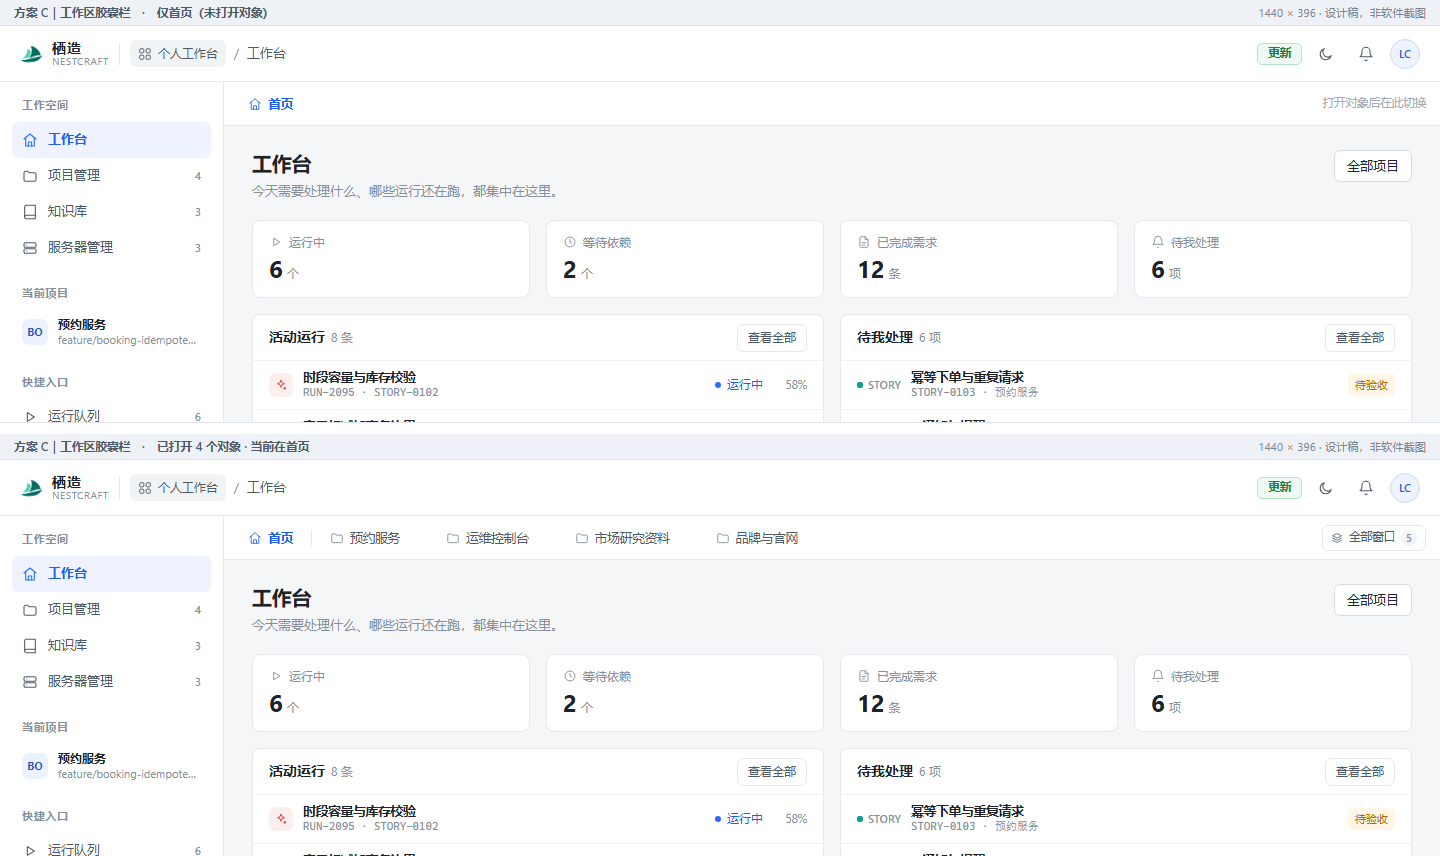 方案 C | 工作区胶囊栏 · 仅首页（未打开对象）
1440 × 396 · 设计稿，非软件截图
栖造
NESTCRAFT
个人工作台 / 工作台
更新
LC
工作空间
首页
打开对象后在此切换
工作台
项目管理 4
知识库 3
服务器管理 3
当前项目
BO
预约服务
feature/booking-idempote...
快捷入口
运行队列 6
工作台
今天需要处理什么、哪些运行还在跑，都集中在这里。
全部项目
运行中
6 个
等待依赖
2 个
已完成需求
12 条
待我处理
6 项
活动运行 8 条
查看全部
时段容量与库存校验
RUN-2095 · STORY-0102
运行中 58%
待我处理 6 项
查看全部
STORY
幂等下单与重复请求
STORY-0103 · 预约服务
待验收
方案 C | 工作区胶囊栏 · 已打开 4 个对象 · 当前在首页
1440 × 396 · 设计稿，非软件截图
栖造
NESTCRAFT
个人工作台 / 工作台
更新
LC
工作空间
首页
预约服务
运维控制台
市场研究资料
品牌与官网
全部窗口 5
工作台
项目管理 4
知识库 3
服务器管理 3
当前项目
BO
预约服务
feature/booking-idempote...
快捷入口
运行队列 6
工作台
今天需要处理什么、哪些运行还在跑，都集中在这里。
全部项目
运行中
6 个
等待依赖
2 个
已完成需求
12 条
待我处理
6 项
活动运行 8 条
查看全部
时段容量与库存校验
RUN-2095 · STORY-0102
运行中 58%
待我处理 6 项
查看全部
STORY
幂等下单与重复请求
STORY-0103 · 预约服务
待验收